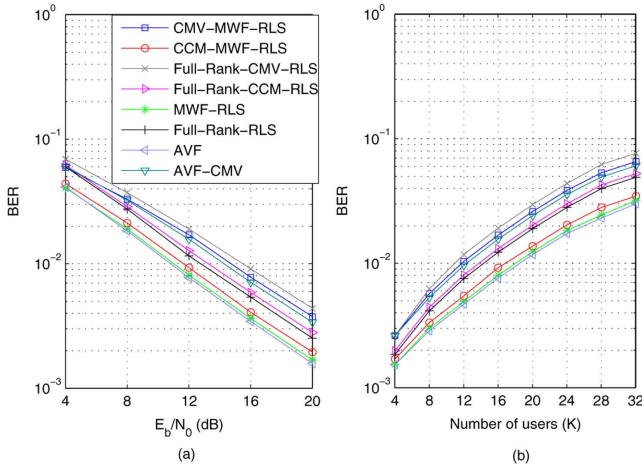 10^0
10^-1
10^-2
10^-3
BER
4 8 12 16 20
E_b/N_0 (dB)
(a)
CMV-MWF-RLS
CCM-MWF-RLS
Full-Rank-CMV-RLS
Full-Rank-CCM-RLS
MWF-RLS
Full-Rank-RLS
AVF
AVF-CMV
10^0
10^-1
10^-2
10^-3
BER
4 8 12 16 20 24 28 32
Number of users (K)
(b)